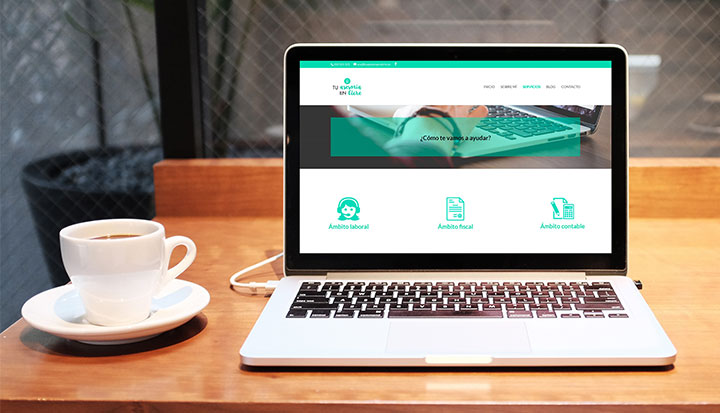 TU asesoría
EN Elche
INICIO SOBRE MÍ SERVICIOS BLOG CONTACTO
¿Cómo te vamos a ayudar?
Ámbito laboral Ámbito fiscal Ámbito contable